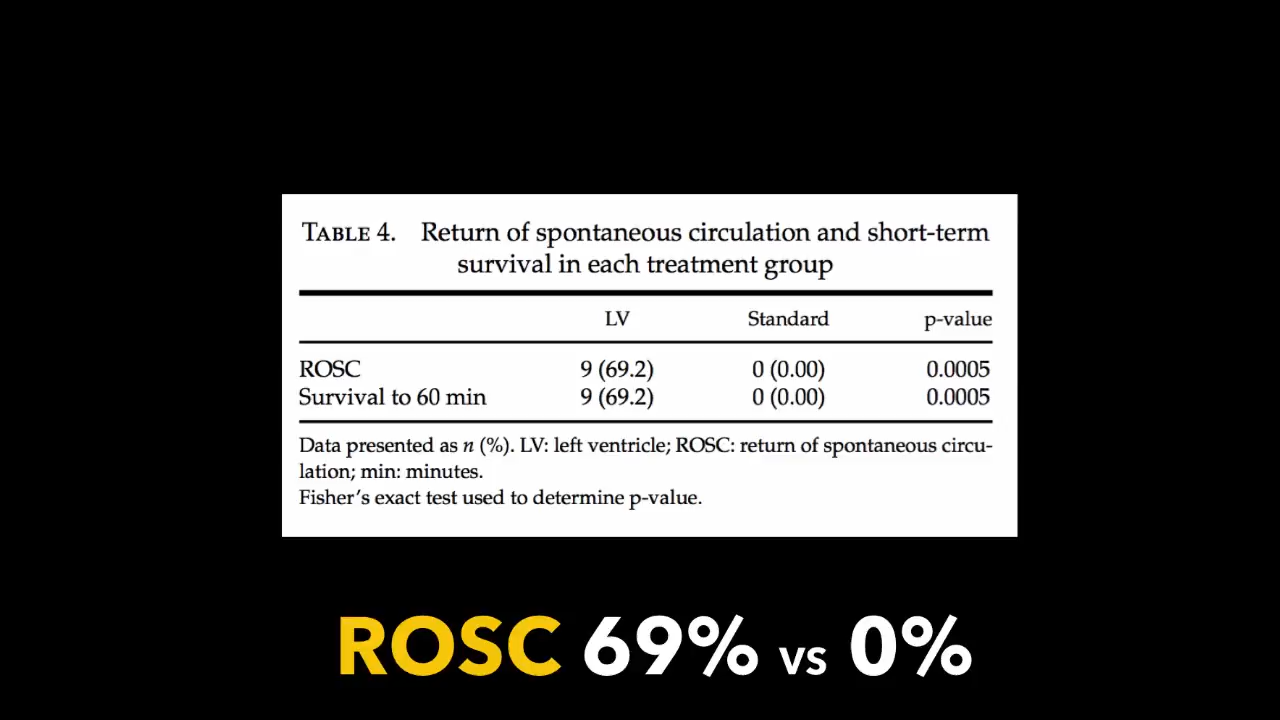 TABLE 4. Return of spontaneous circulation and short-term
survival in each treatment group
LV Standard p-value
ROSC 9 (69.2) 0 (0.00) 0.0005
Survival to 60 min 9 (69.2) 0 (0.00) 0.0005
Data presented as n (%). LV: left ventricle; ROSC: return of spontaneous circu-
lation; min: minutes.
Fisher's exact test used to determine p-value.
ROSC 69% vs 0%